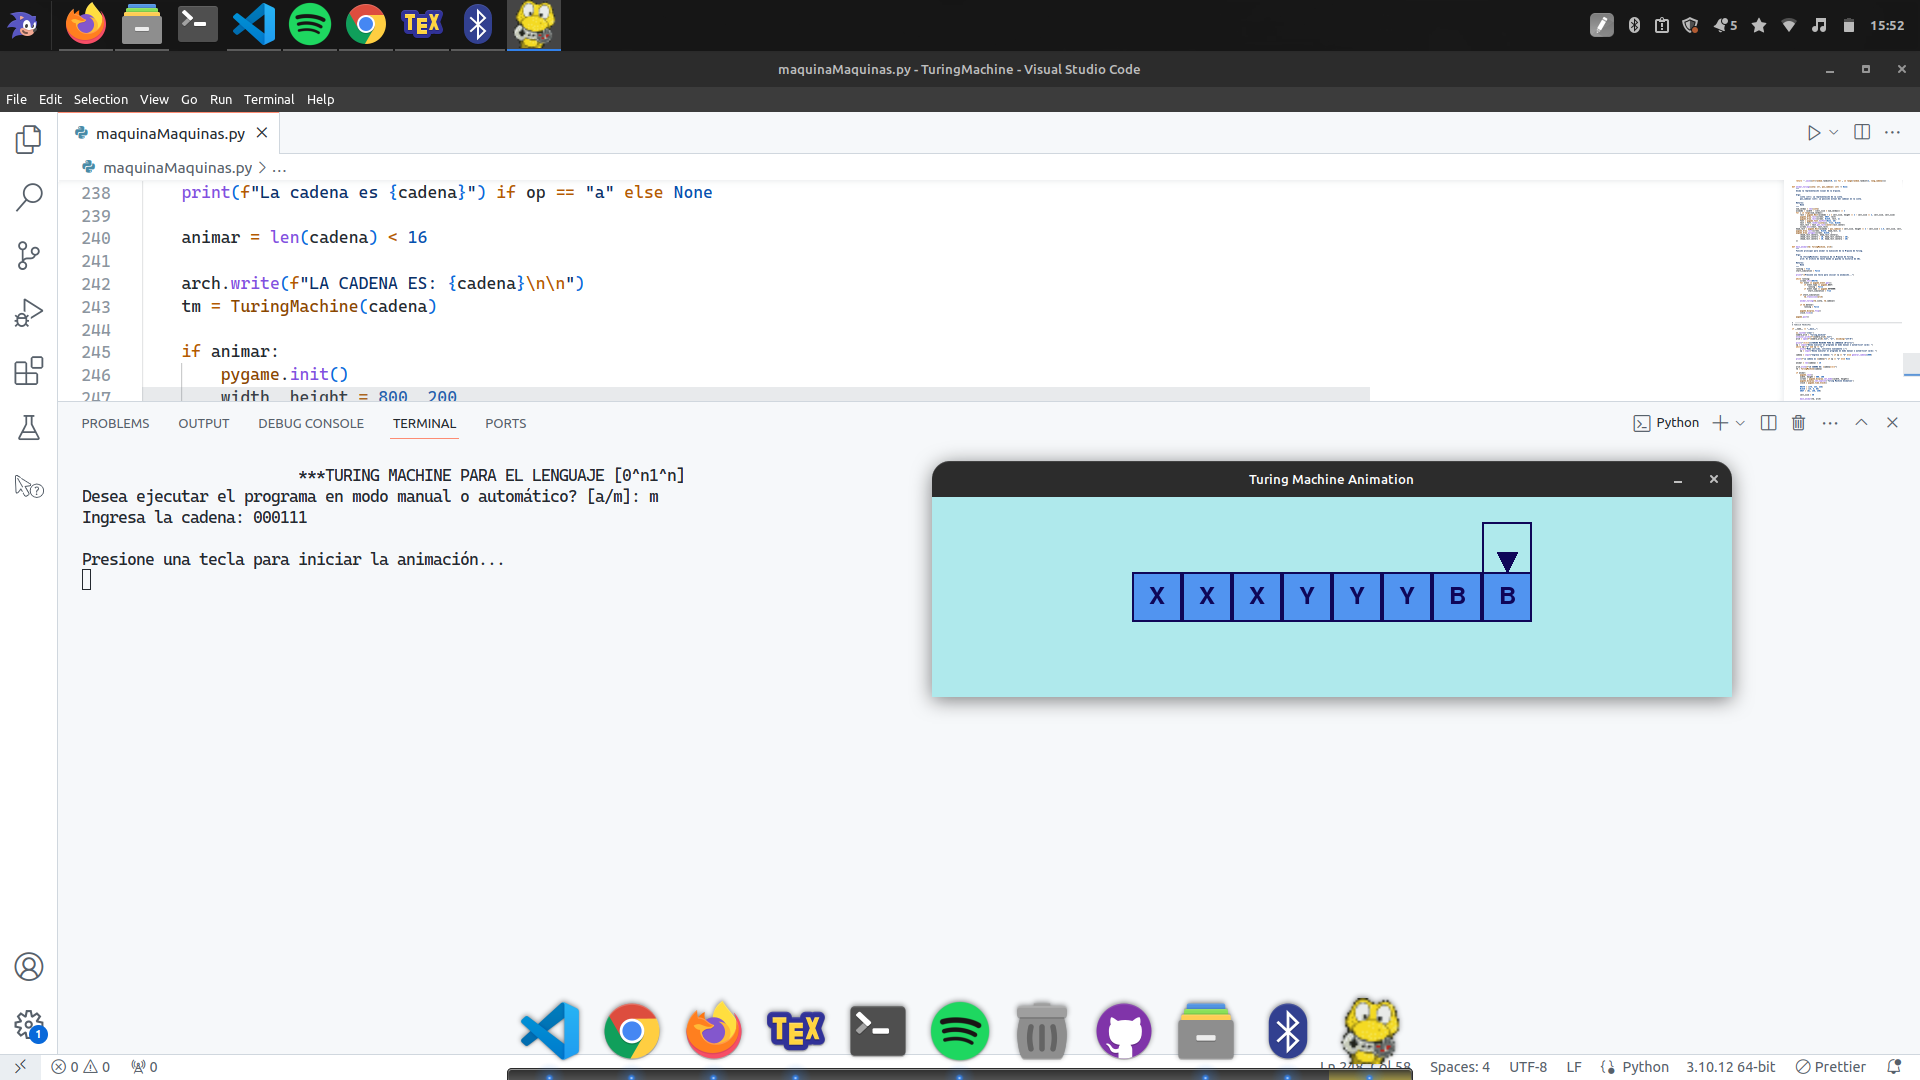 5
15:52
maquinaMaquinas.py - TuringMachine - Visual Studio Code
File Edit Selection View Go Run Terminal Help
maquinaMaquinas.py
maquinaMaquinas.py > ...
238 print(f"La cadena es {cadena}") if op == "a" else None
239
240 animar = len(cadena) < 16
241
242 arch.write(f"LA CADENA ES: {cadena}\n\n")
243 tm = TuringMachine(cadena)
244
245 if animar:
246 pygame.init()
247 width, height = 800, 200
PROBLEMS OUTPUT DEBUG CONSOLE TERMINAL PORTS
Python
***TURING MACHINE PARA EL LENGUAJE [0^n1^n]
Desea ejecutar el programa en modo manual o automático? [a/m]: m
Ingresa la cadena: 000111
Presione una tecla para iniciar la animación...
Turing Machine Animation
X X X Y Y Y B B
TEX
TEX
1
0 0 0
Spaces: 4 UTF-8 LF Python 3.10.12 64-bit Prettier